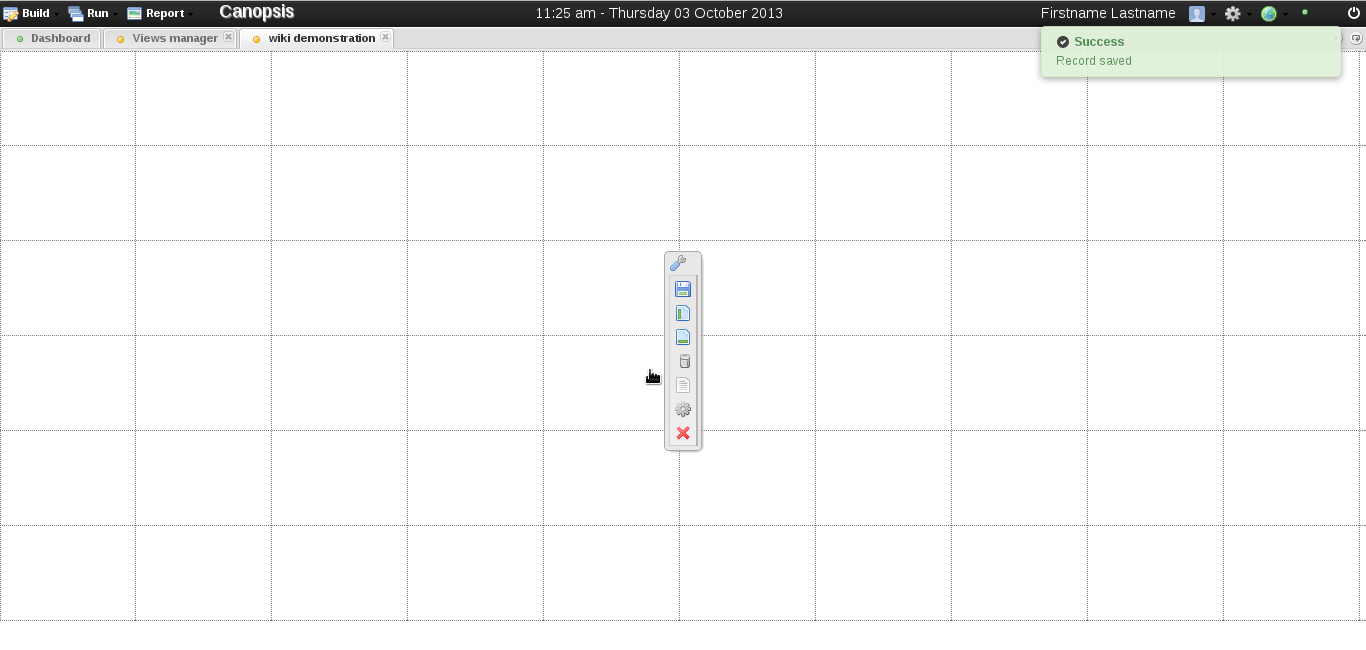 Build Run Report Canopsis 11:25 am - Thursday 03 October 2013 Firstname Lastname
Dashboard Views manager wiki demonstration
Success
Record saved